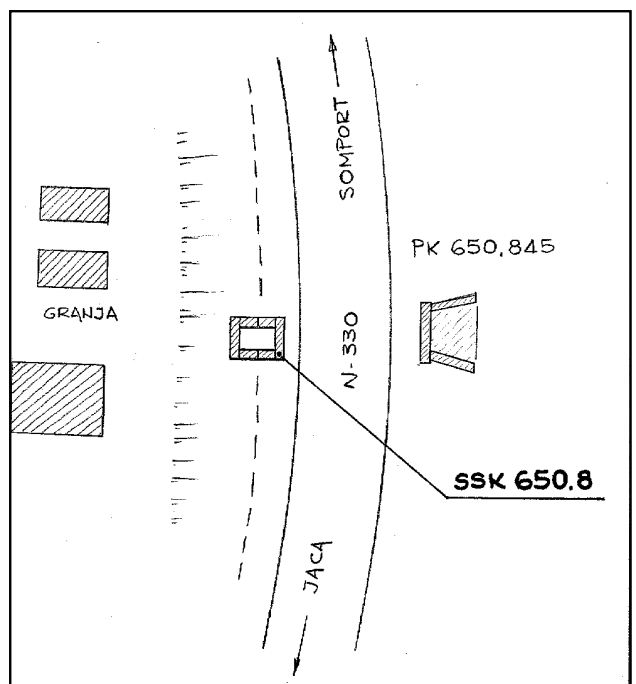 SOMPORT
PK 650,845
GRANJA
N-330
SSK 650.8
JACA